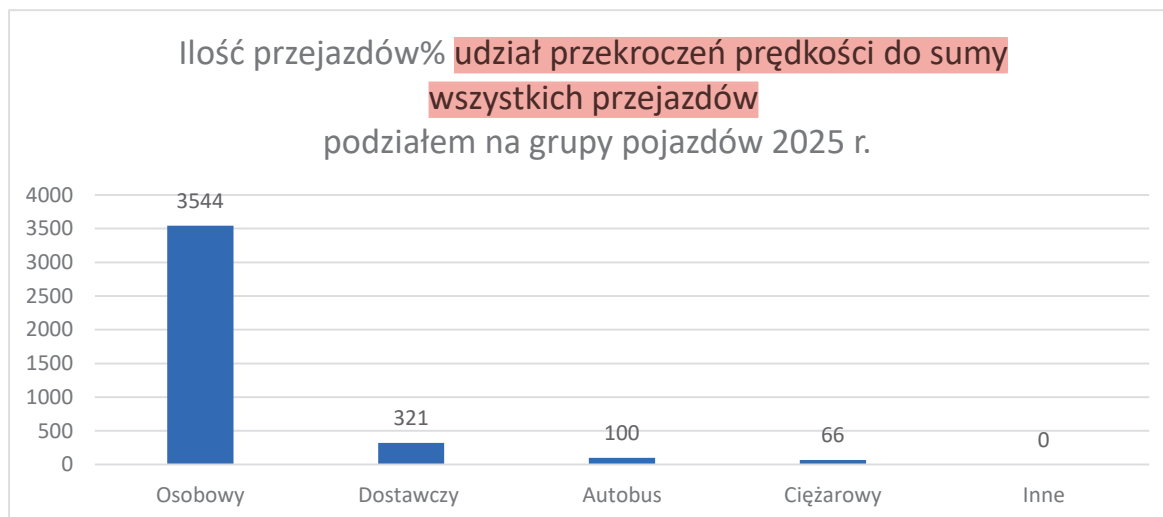 Ilość przejazdów% udział przekroczeń prędkości do sumy
wszystkich przejazdów
podziałem na grupy pojazdów 2025 r.
4000
3500
3000
2500
2000
1500
1000
500
0
3544
321
100
66
0
Osobowy
Dostawczy
Autobus
Ciężarowy
Inne